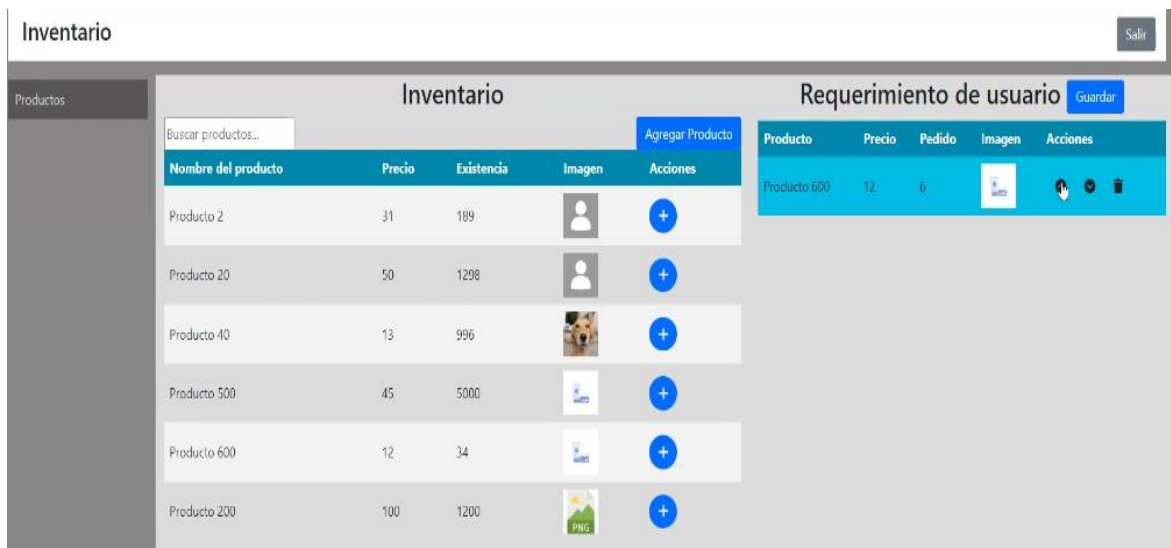 Inventario
Salir
Productos
Inventario
Buscar productos...
Agregar Producto
Nombre del producto Precio Existencia Imagen Acciones
Producto 2 31 189
Producto 20 50 1298
Producto 40 13 996
Producto 500 45 5000
Producto 600 12 34
Producto 200 100 1200
PNG
Requerimiento de usuario Guardar
Producto Precio Pedido Imagen Acciones
Producto 600 12 6